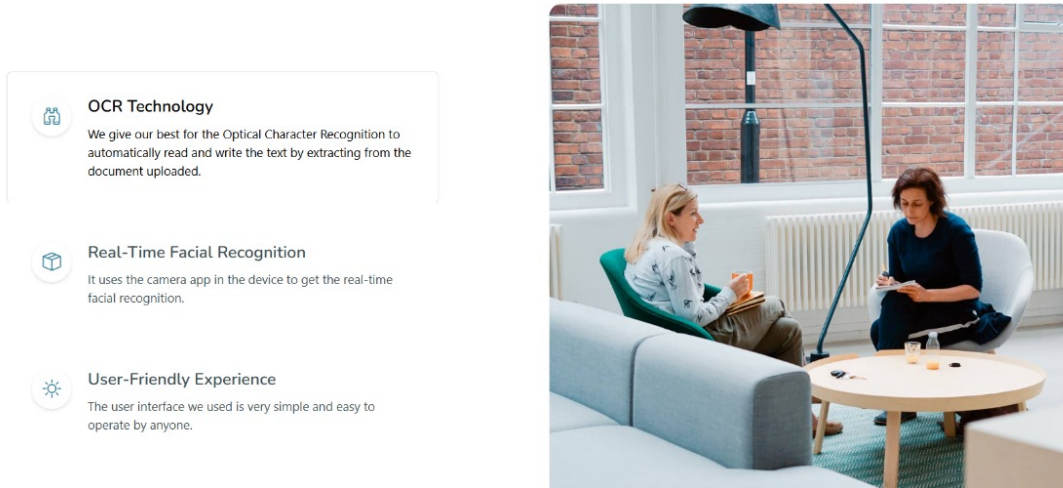 OCR Technology
We give our best for the Optical Character Recognition to
automatically read and write the text by extracting from the
document uploaded.
Real-Time Facial Recognition
It uses the camera app in the device to get the real-time
facial recognition.
User-Friendly Experience
The user interface we used is very simple and easy to
operate by anyone.